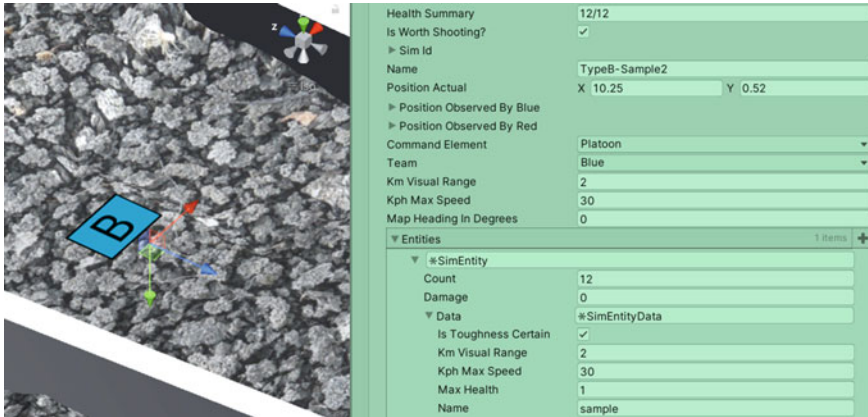 z
B
Health Summary 12/12
Is Worth Shooting?
Sim Id
Name TypeB-Sample2
Position Actual X 10.25 Y 0.52
Position Observed By Blue
Position Observed By Red
Command Element Platoon
Team Blue
Km Visual Range 2
Kph Max Speed 30
Map Heading In Degrees 0
Entities 1 items
SimEntity
Count 12
Damage 0
Data SimEntityData
Is Toughness Certain
Km Visual Range 2
Kph Max Speed 30
Max Health 1
Name sample